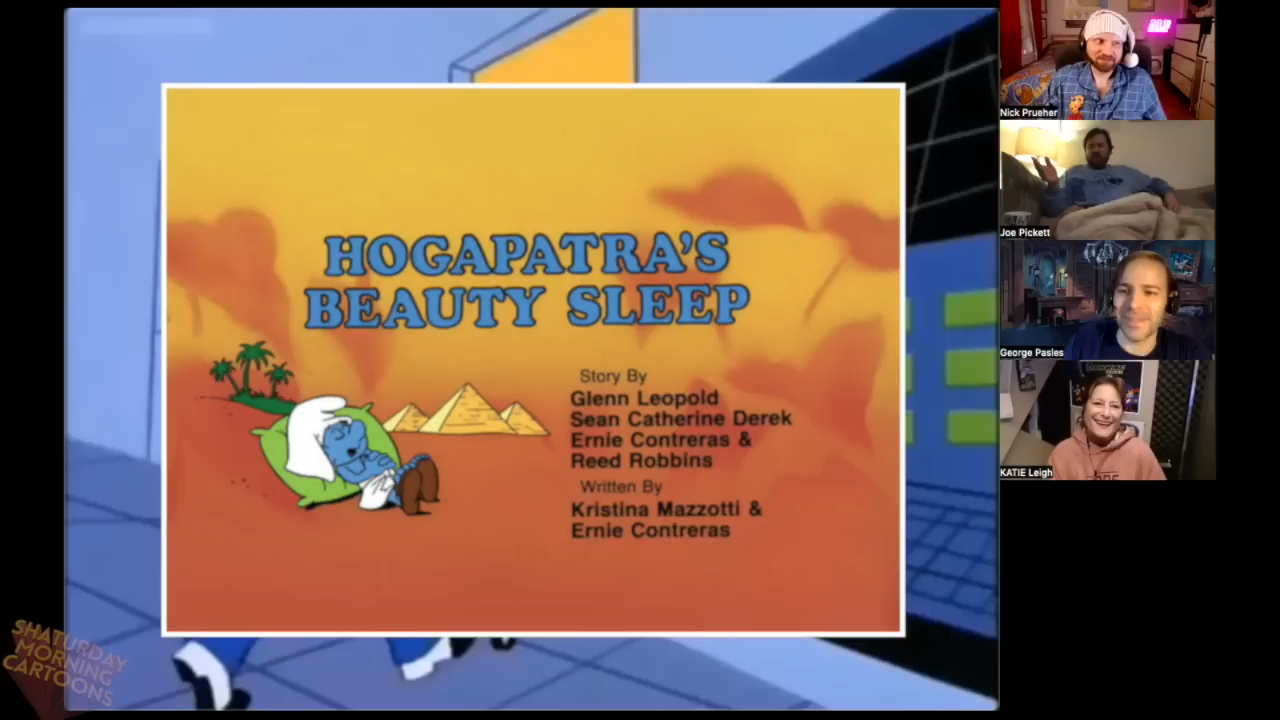 HOGAPATRA'S
BEAUTY SLEEP
Story By
Glenn Leopold
Sean Catherine Derek
Ernie Contreras &
Reed Robbins
Written By
Kristina Mazzotti &
Ernie Contreras
Nick Prueher
Joe Pickett
George Pasles
KATIE Leigh
SHATURDAY
MORNING
CARTOONS